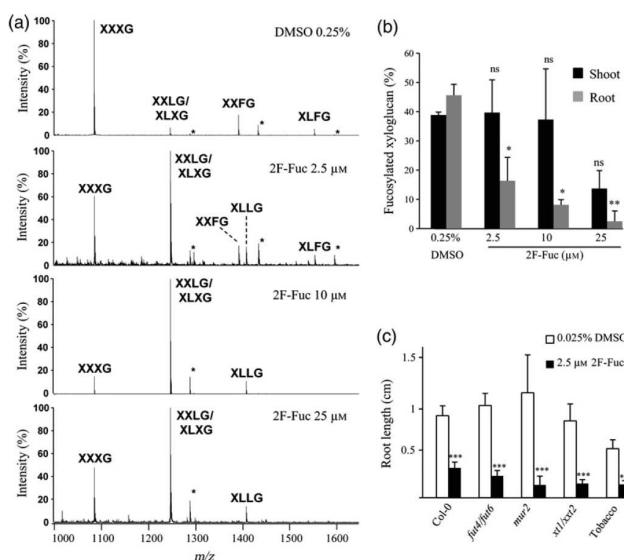 (a)
100
80
60
40
20
0
Intensity (%)
XXXG
DMSO 0.25%
XXLG/
XLXG
*
XXFG
*
XLFG
*
100
80
60
40
20
0
Intensity (%)
XXXG
XXLG/
XLXG
2F-Fuc 2.5 μM
*
XXFG
XLLG
*
XLFG
*
100
80
60
40
20
0
Intensity (%)
XXXG
XXLG/
XLXG
2F-Fuc 10 μM
*
XLLG
100
80
60
40
20
0
Intensity (%)
XXXG
XXLG/
XLXG
2F-Fuc 25 μM
*
XLLG
1000 1100 1200 1300 1400 1500 1600
m/z
(b)
Fucosylated xyloglucan (%)
60
50
40
30
20
10
0
ns
*
ns
*
ns
**
Shoot
Root
0.25%
DMSO
2.5 10 25
2F-Fuc (μM)
(c)
Root length (cm)
1.5
1
0.5
0.025% DMSO
2.5 μM 2F-Fuc
***
***
***
***
Col-0
fut4/fut6
mur2
xt1/xxt2
Tobacco